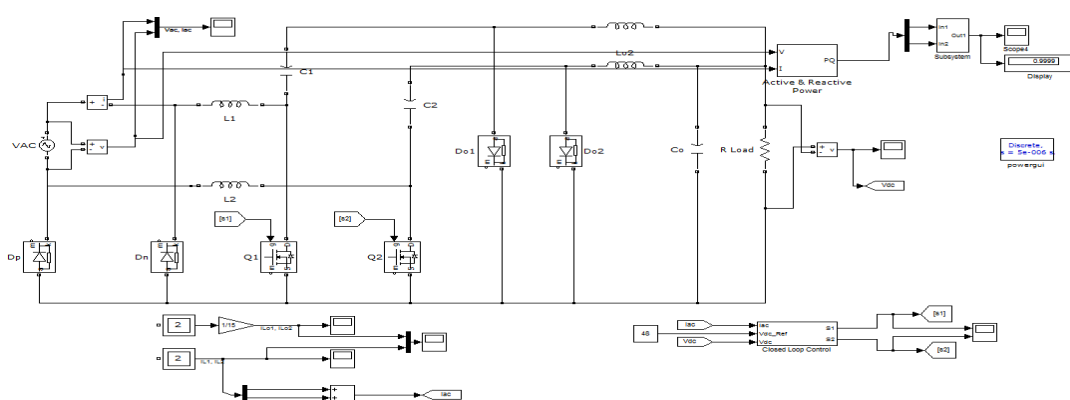 Vac, Iac
C1
Lo2
V
I
PQ
Active & Reactive
Power
In1
In2
Out1
Subsystem
Scope4
0.9999
Display
+
-
i
L1
C2
VAC
+
-
v
Do1
Do2
Co
R Load
+
-
v
Discrete,
s = 5e-006 s.
powergui
Vdc
L2
[s1]
[s2]
Dp
Dn
Q1
Q2
2
1/15
ILo1, ILo2
2
+
+
Iac
48
Iac
Vdc
Iac
Vdc_Ref
Vdc
S1
S2
Closed Loop Control
[s1]
[s2]